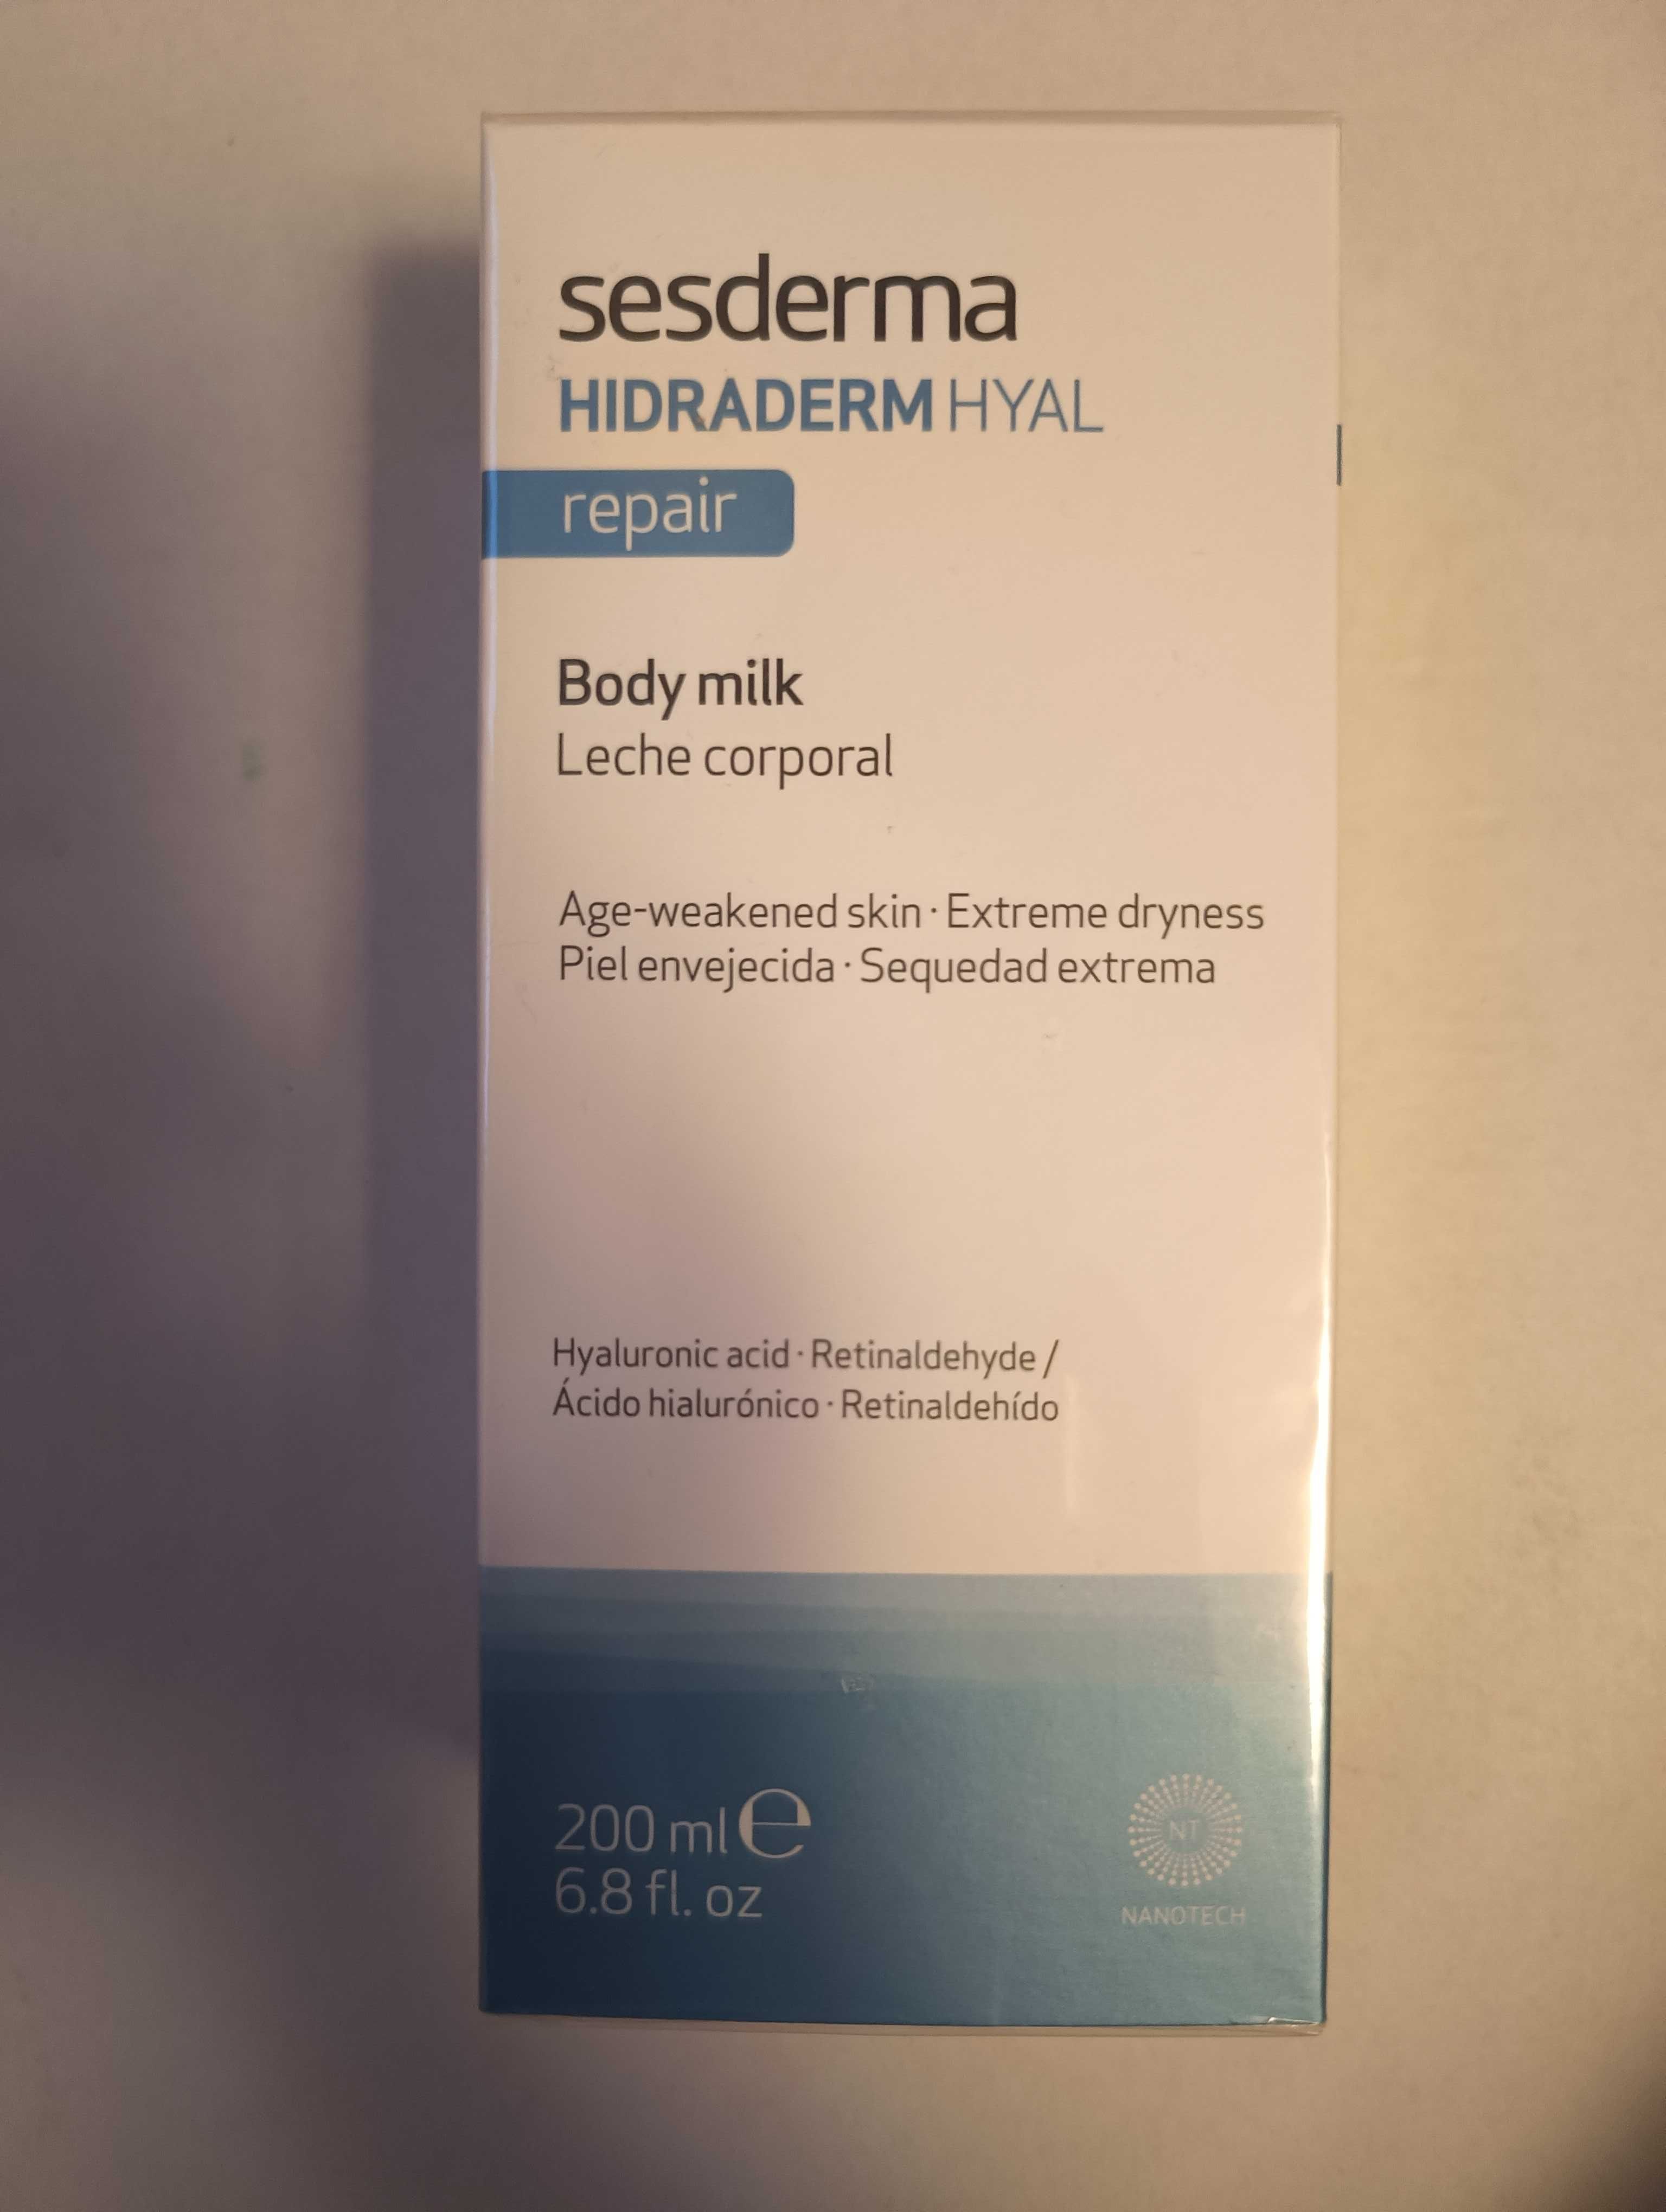 sesderma
HIDRADERM HYAL
repair
Body milk
Leche corporal
Age-weakened skin · Extreme dryness
Piel envejecida · Sequedad extrema
Hyaluronic acid · Retinaldehyde /
Ácido hialurónico · Retinaldehído
200 ml ℮
6.8 fl. oz
NT
NANOTECH